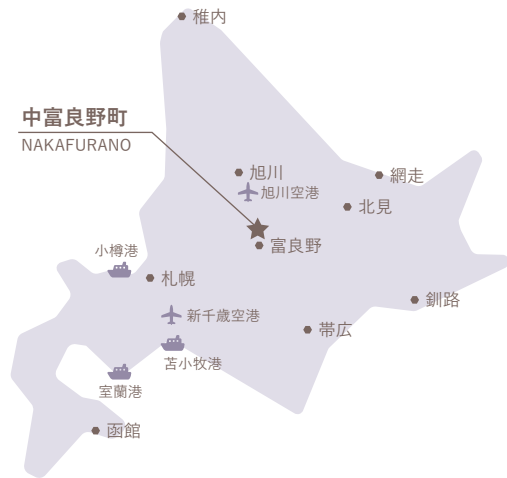 稚内
中富良野町
NAKAFURANO
旭川
網走
旭川空港
北見
富良野
小樽港
札幌
釧路
新千歳空港
帯広
苫小牧港
室蘭港
函館